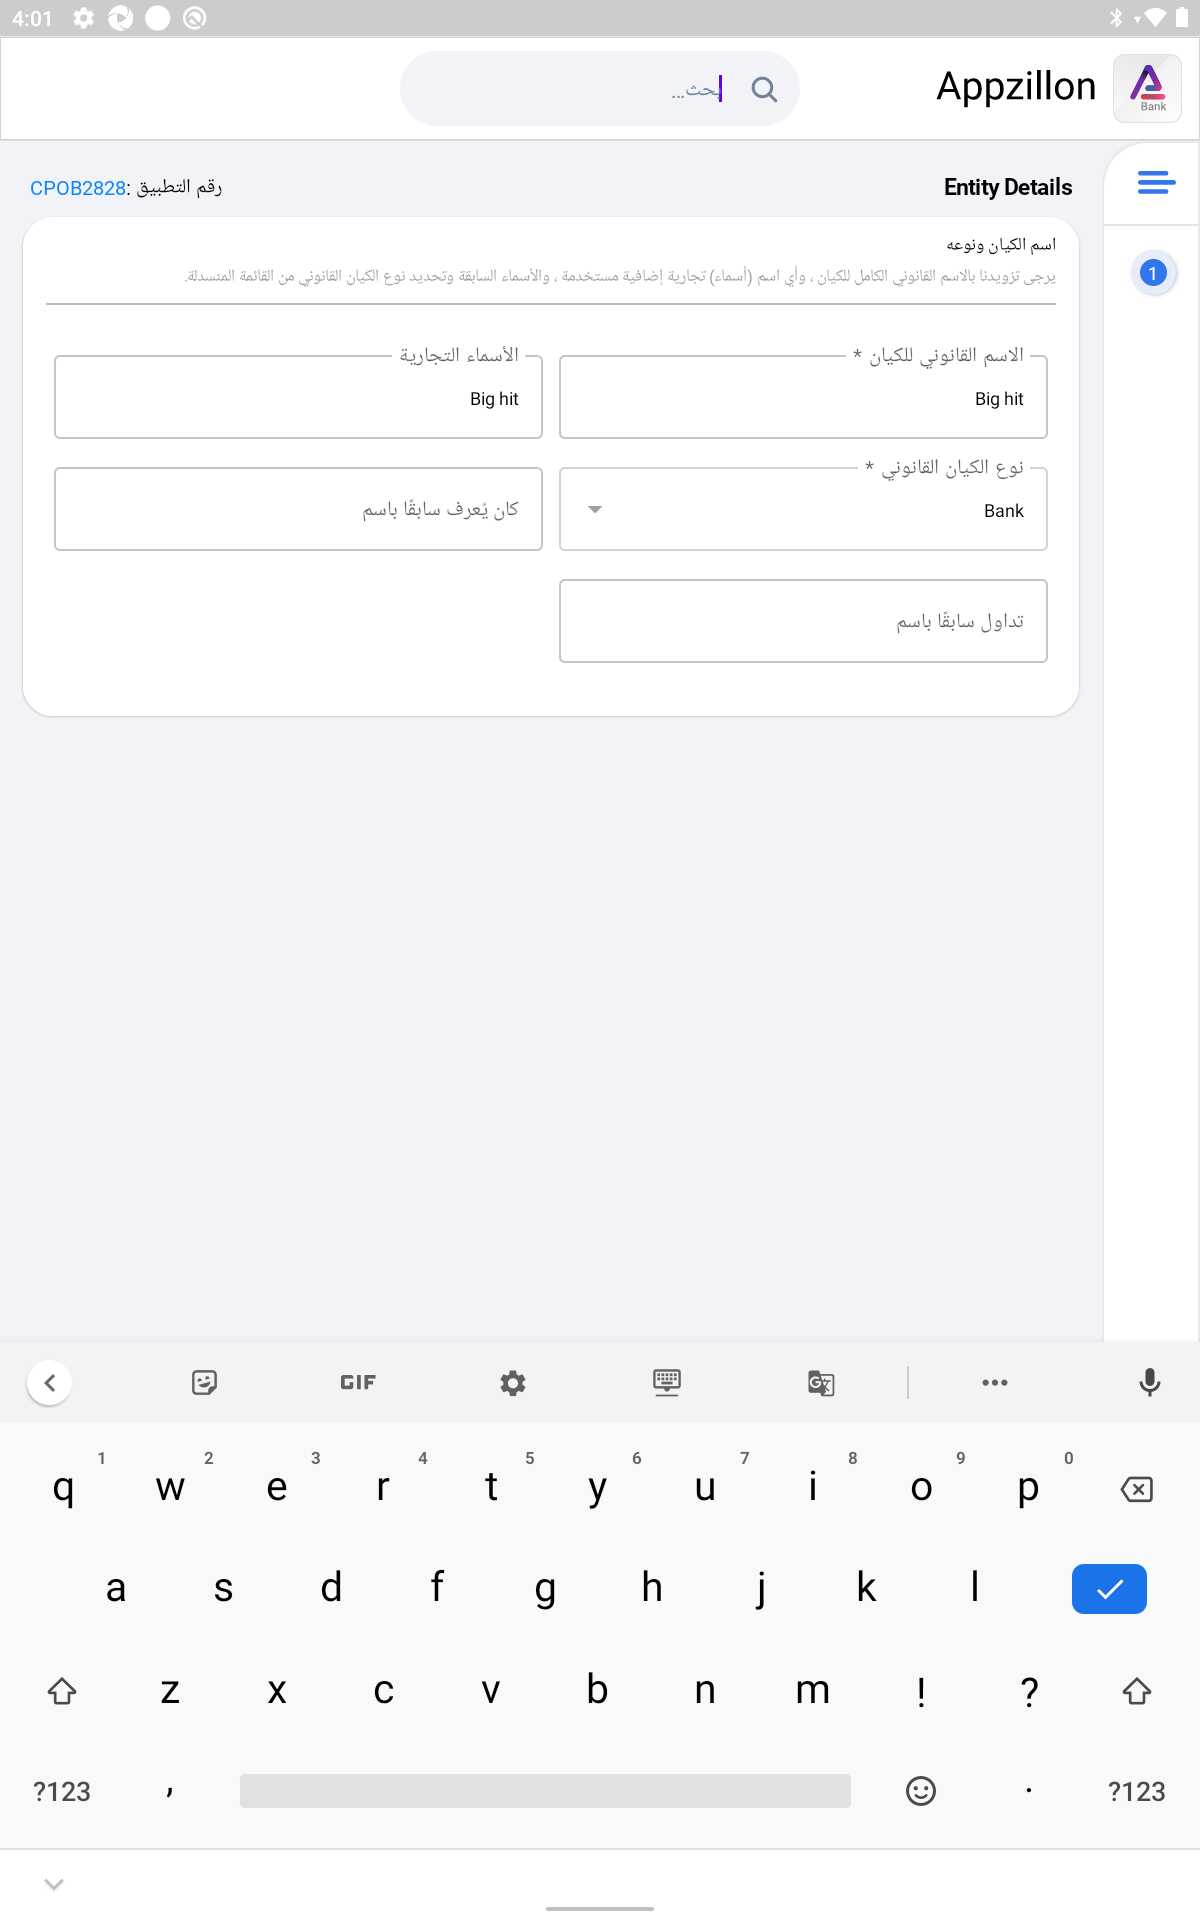 4:01
Appzillon
Bank
بحث...
Entity Details
رقم التطبيق :CPOB2828
1
اسم الكيان ونوعه
يرجى تزويدنا بالاسم القانوني الكامل للكيان ، وأي اسم (أسماء) تجارية إضافية مستخدمة ، والأسماء السابقة وتحديد نوع الكيان القانوني من القائمة المنسدلة.
الاسم القانوني للكيان *
Big hit
الأسماء التجارية
Big hit
نوع الكيان القانوني *
Bank
كان يُعرف سابقًا باسم
تداول سابقًا باسم
GIF
1 2 3 4 5 6 7 8 9 0
q w e r t y u i o p
a s d f g h j k l
z x c v b n m ! ?
?123 , . ?123